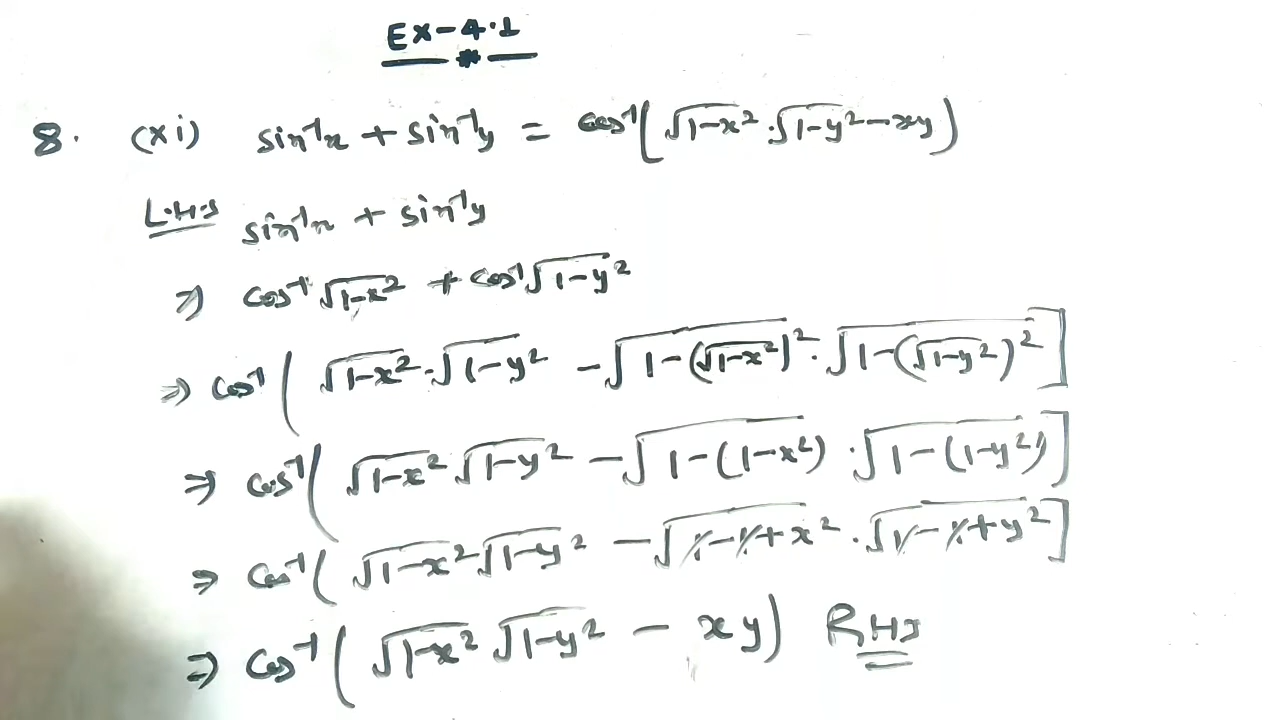 Ex-4.1
8. (xi) sin⁻¹x + sin⁻¹y = cos⁻¹(√1-x² · √1-y² - xy)
L.H.S sin⁻¹x + sin⁻¹y
⇒ cos⁻¹ √1-x² + cos⁻¹ √1-y²
⇒ cos⁻¹ ( √1-x² · √1-y² - √1-(√1-x²)² · √1-(√1-y²)² ]
⇒ cos⁻¹ ( √1-x² √1-y² - √1-(1-x²) · √1-(1-y²) ]
⇒ cos⁻¹ ( √1-x² √1-y² - √1-1+x² · √1-1+y² ]
⇒ cos⁻¹ ( √1-x² √1-y² - xy) RHS